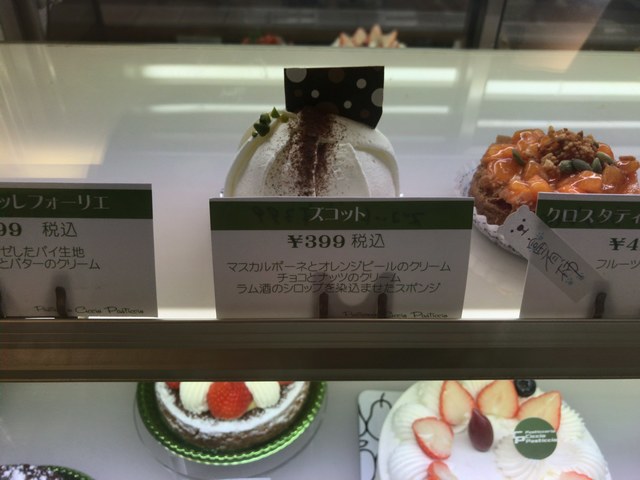 ッレフォーリエ
99 税込
ぜしたパイ生地
とバターのクリーム
ズコット
¥399 税込
マスカルポーネとオレンジピールのクリーム
チョコとナッツのクリーム
ラム酒のシロップを染込ませたスポンジ
クロスタティ
¥4
フルーツ